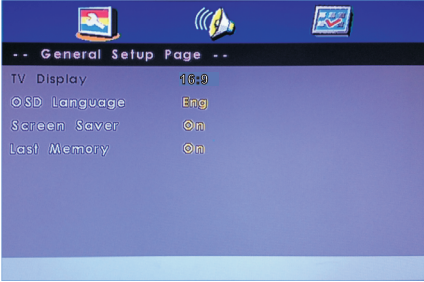 -- General Setup Page --
TV Display 16:9
OSD Language Eng
Screen Saver On
Last Memory On